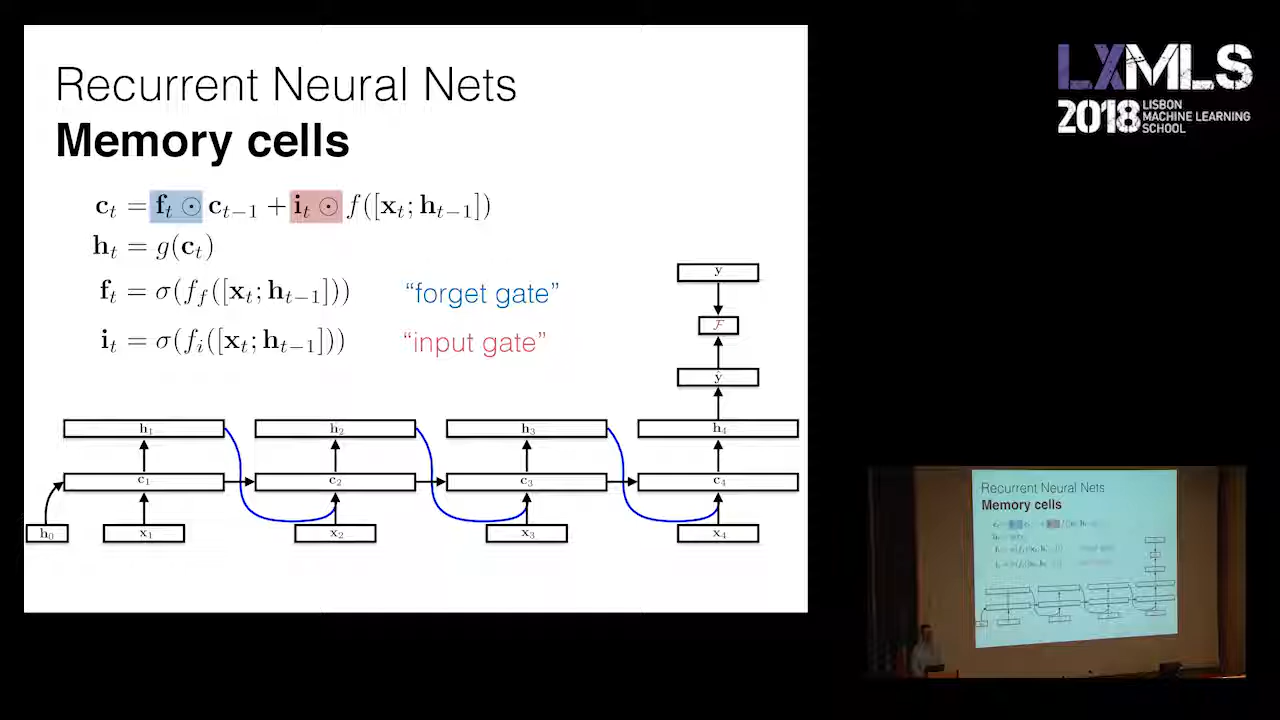 Recurrent Neural Nets
Memory cells
c_t = f_t ⊙ c_{t−1} + i_t ⊙ f([x_t; h_{t−1}])
h_t = g(c_t)
f_t = σ(f_f([x_t; h_{t−1}])) “forget gate”
i_t = σ(f_i([x_t; h_{t−1}])) “input gate”
y
F
ŷ
h_1 h_2 h_3 h_4
c_1 c_2 c_3 c_4
h_0 x_1 x_2 x_3 x_4
LXMLS
2018 LISBON
MACHINE LEARNING
SCHOOL
Recurrent Neural Nets
Memory cells